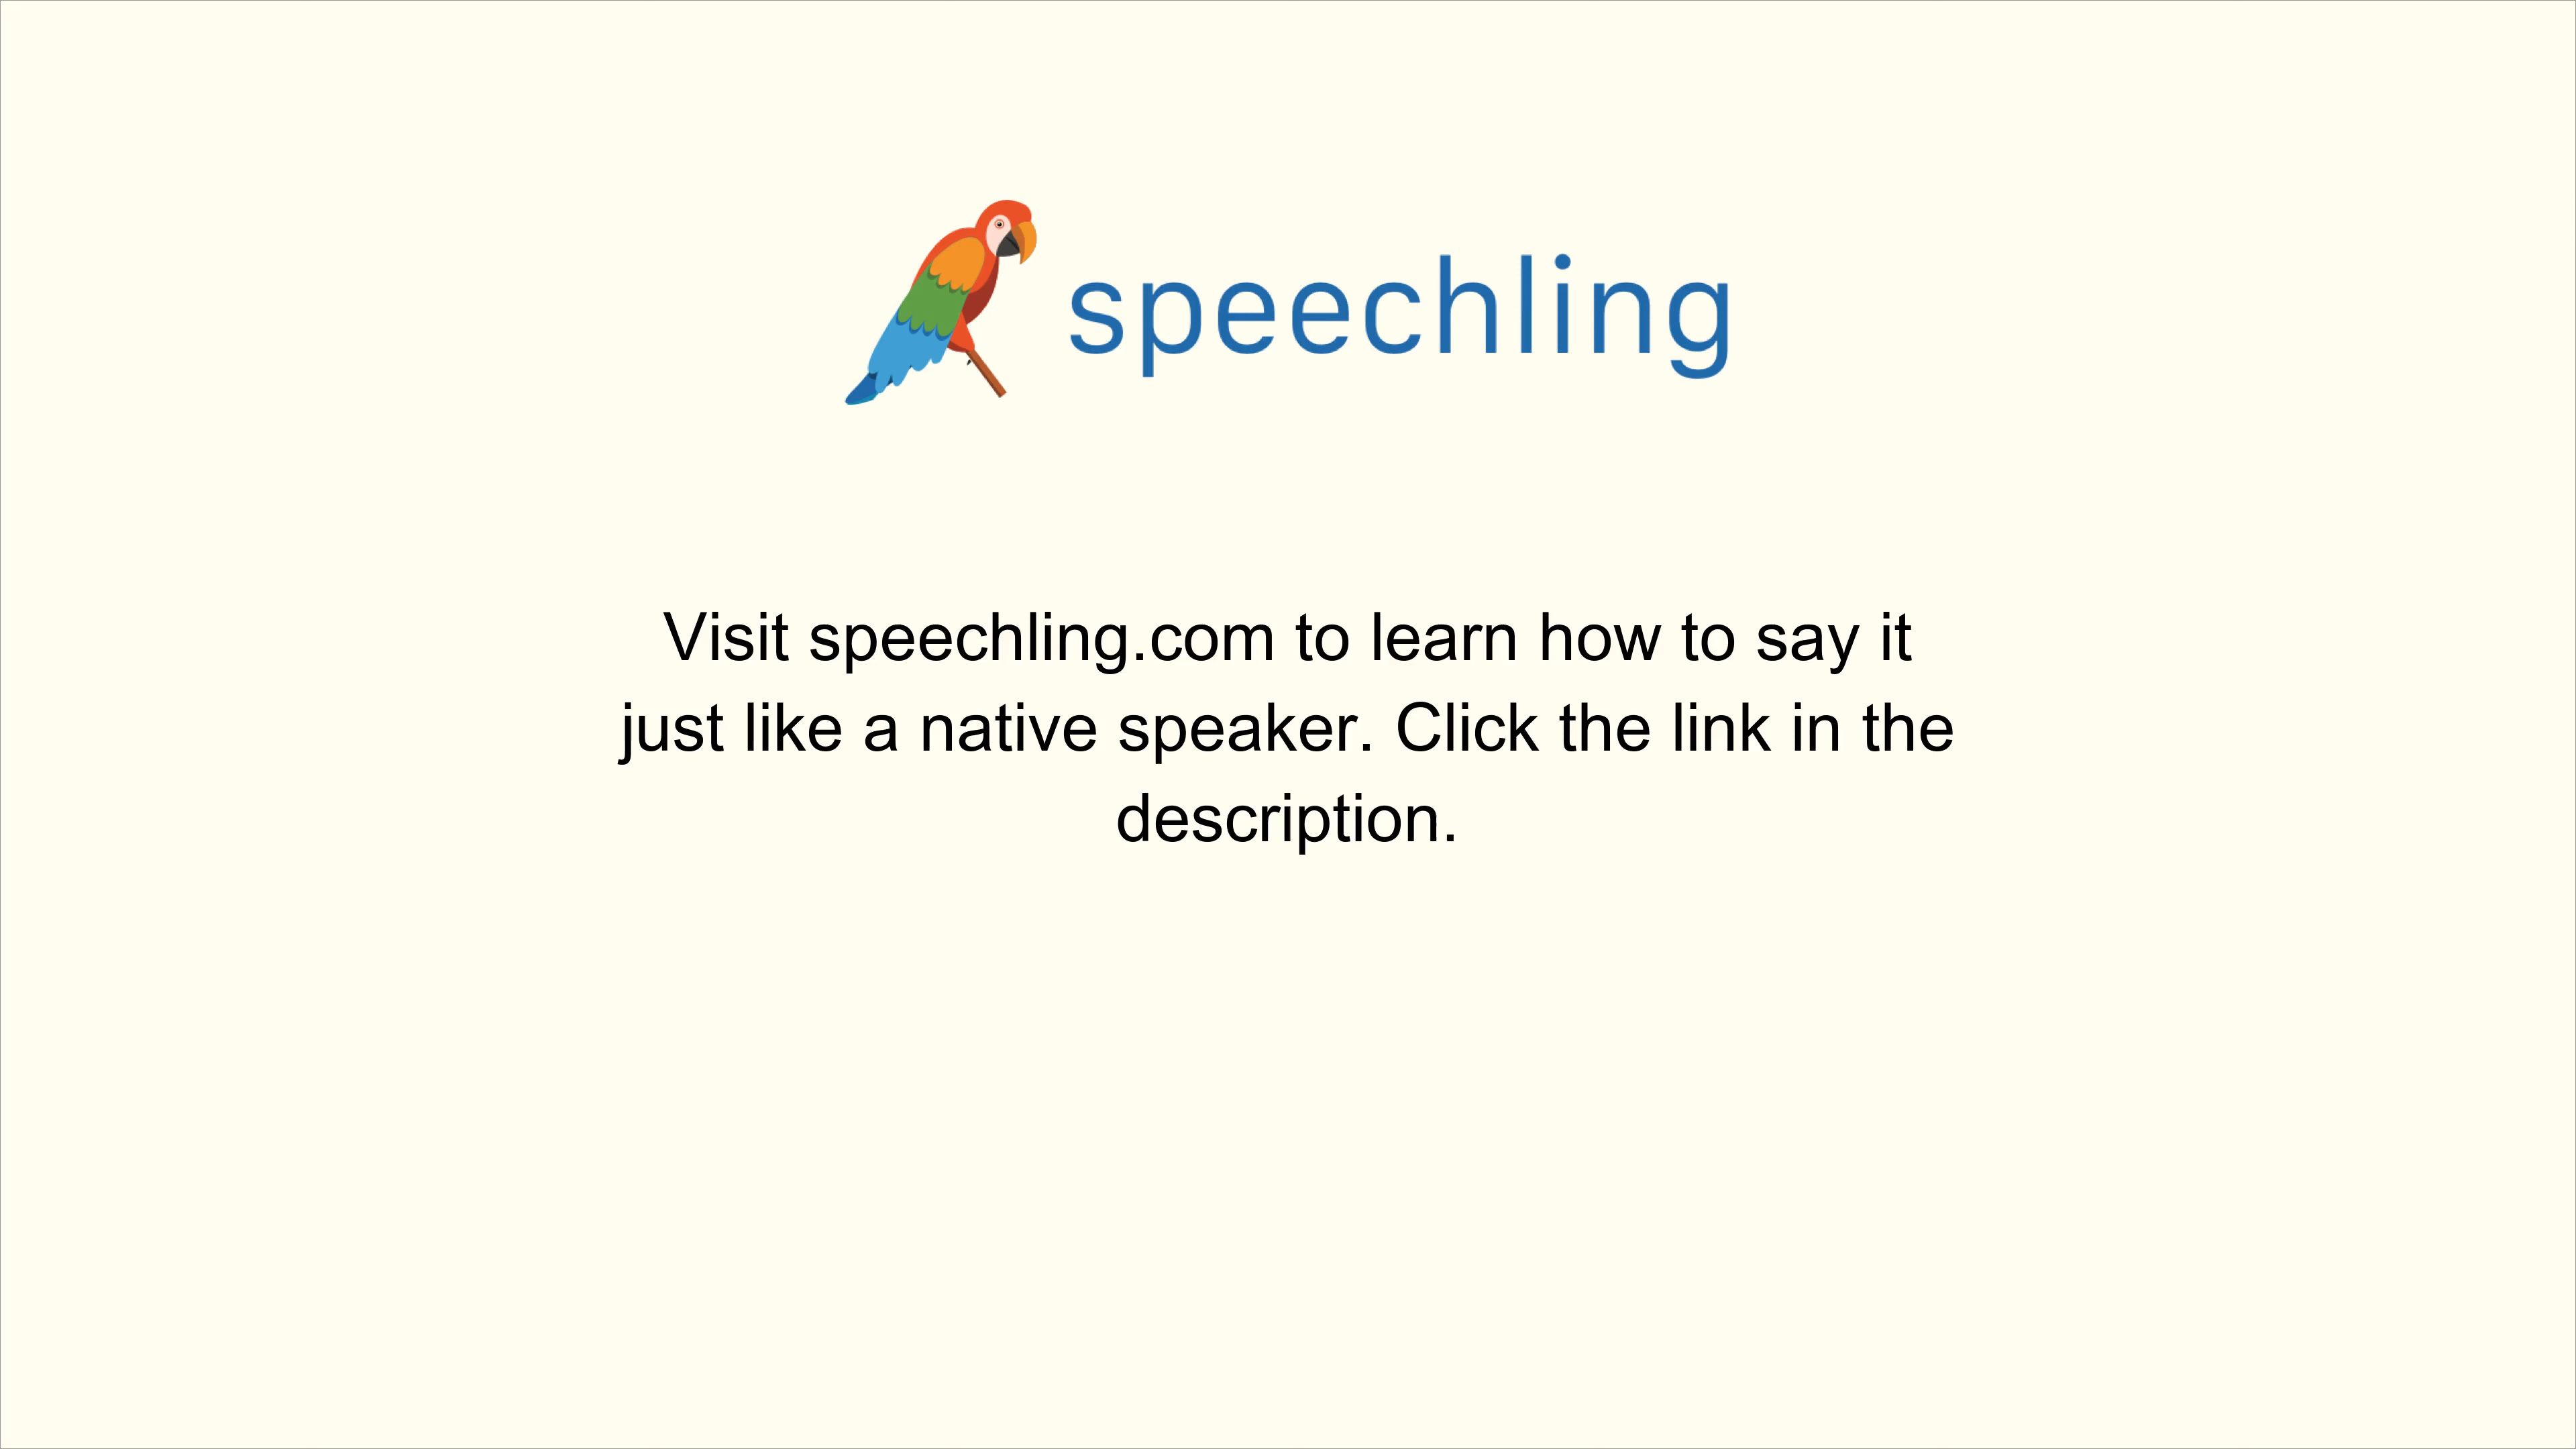 speechling
Visit speechling.com to learn how to say it
just like a native speaker. Click the link in the
description.